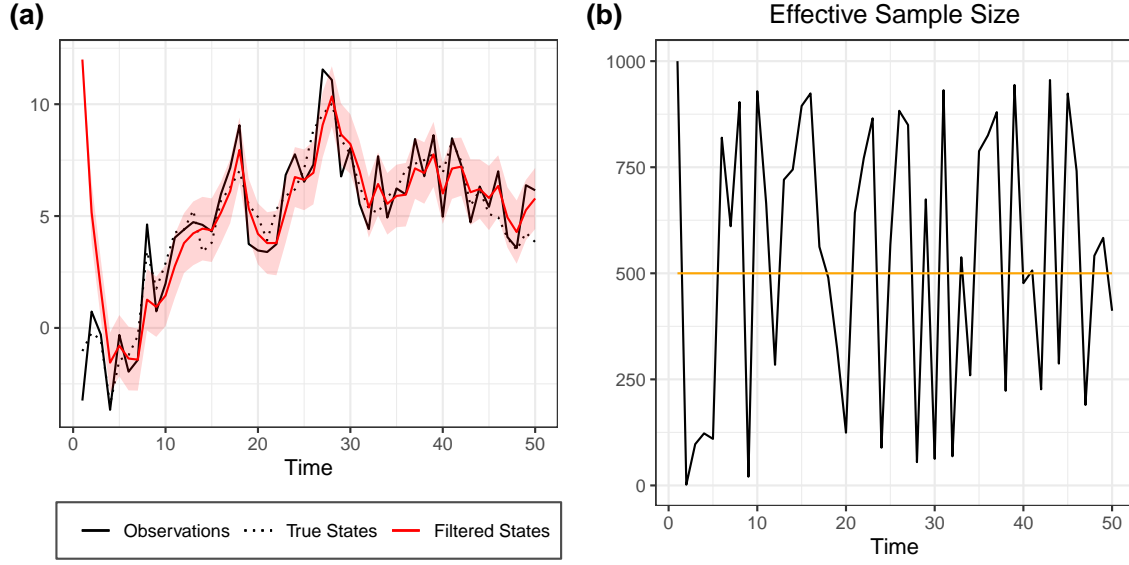 (a)
10
5
0
0
10
20
30
40
50
Time
Observations
True States
Filtered States
(b)
Effective Sample Size
1000
750
500
250
0
0
10
20
30
40
50
Time